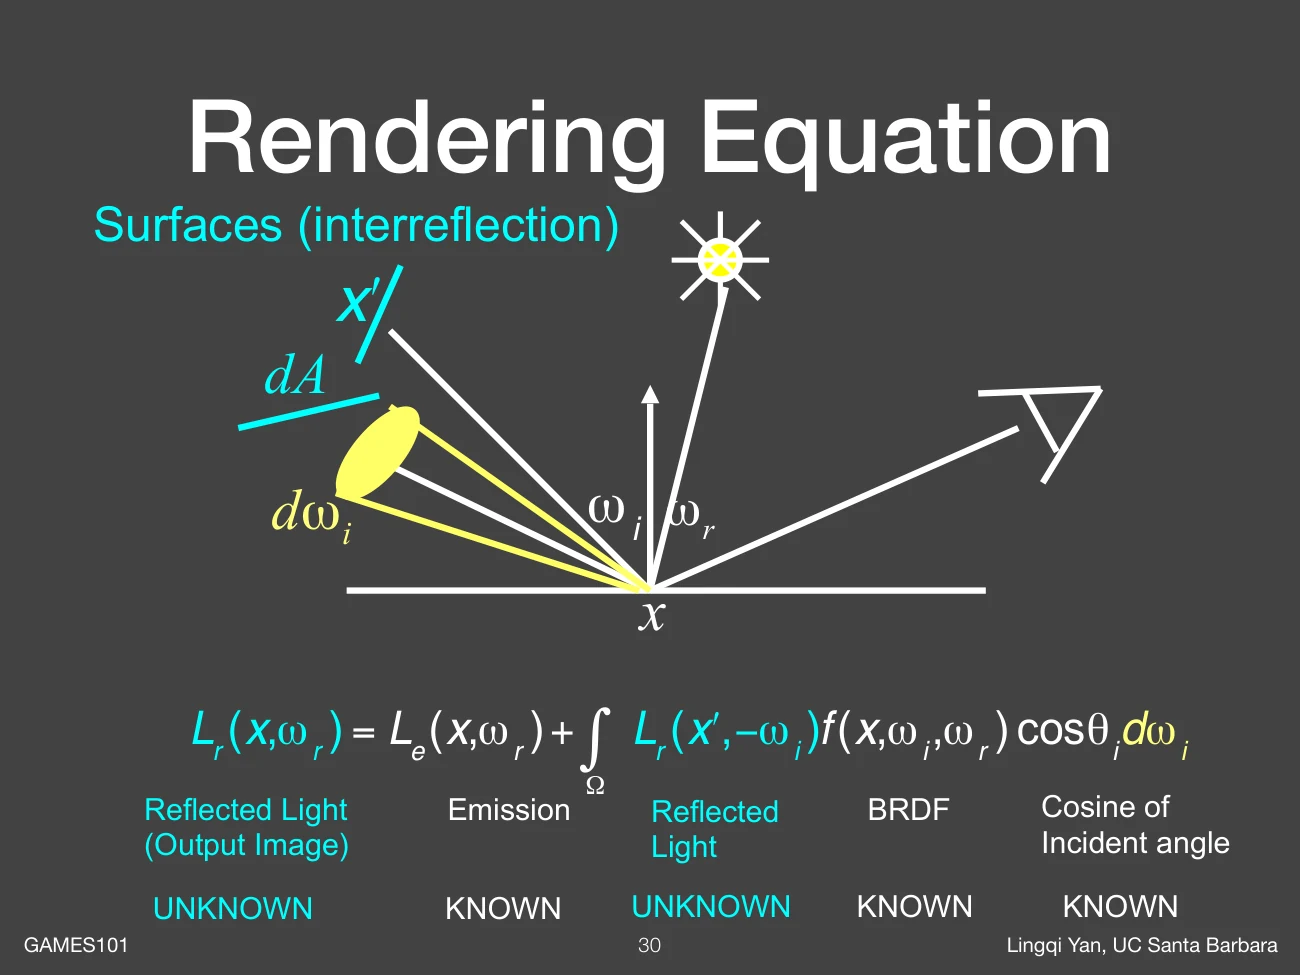 Rendering Equation
Surfaces (interreflection)
x′
dA
dωi
ωi
ωr
x
Lr(x,ωr) = Le(x,ωr) + ∫Ω Lr(x′,−ωi)f(x,ωi,ωr) cosθi dωi
Reflected Light
(Output Image)
Emission
Reflected
Light
BRDF
Cosine of
Incident angle
UNKNOWN
KNOWN
UNKNOWN
KNOWN
KNOWN
GAMES101
30
Lingqi Yan, UC Santa Barbara